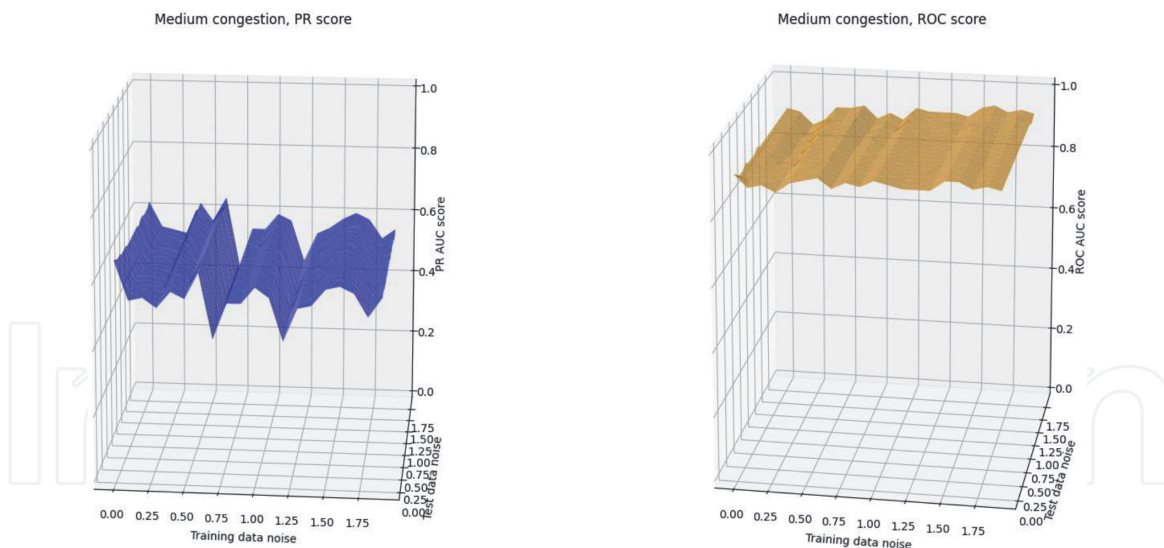 Medium congestion, PR score
1.0
0.8
0.6
0.4
0.2
0.0
PR AUC score
1.75
1.50
1.25
1.00
0.75
0.50
0.25
0.00
Test data noise
0.00 0.25 0.50 0.75 1.00 1.25 1.50 1.75
Training data noise
Medium congestion, ROC score
1.0
0.8
0.6
0.4
0.2
0.0
ROC AUC score
1.75
1.50
1.25
1.00
0.75
0.50
0.25
0.00
Test data noise
0.00 0.25 0.50 0.75 1.00 1.25 1.50 1.75
Training data noise